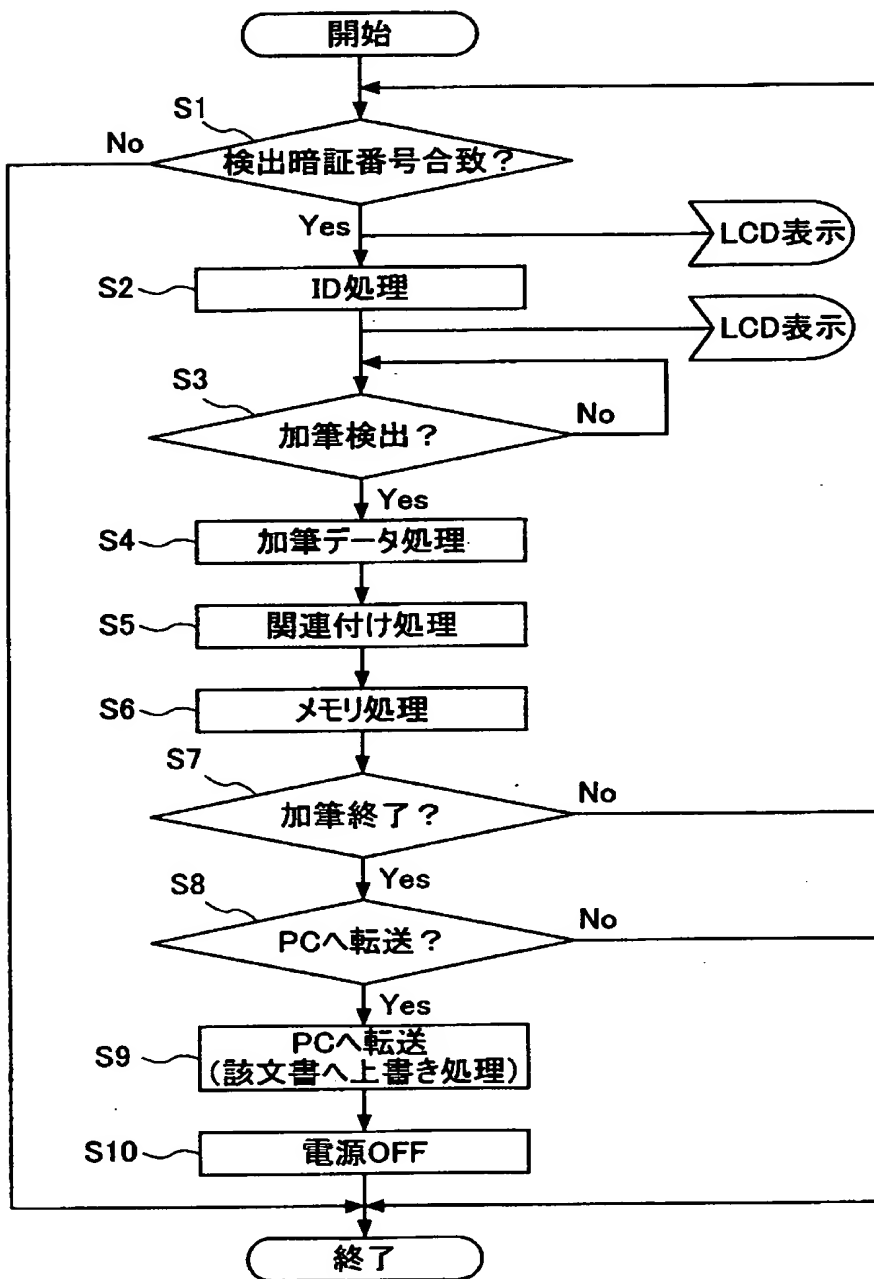 開始
S1
No
検出暗証番号合致?
Yes
LCD表示
S2
ID処理
LCD表示
S3
加筆検出?
No
Yes
S4
加筆データ処理
S5
関連付け処理
S6
メモリ処理
S7
加筆終了?
No
Yes
S8
PCへ転送?
No
Yes
S9
PCへ転送
(該文書へ上書き処理)
S10
電源OFF
終了